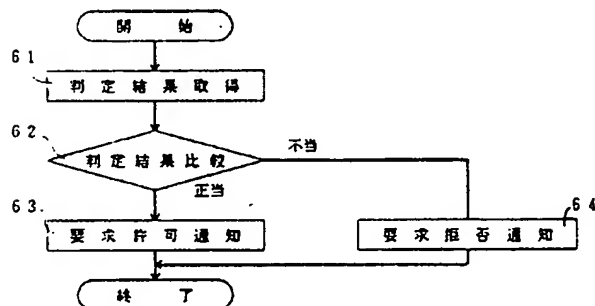 開始
61
判定結果取得
62
判定結果比較
不当
正当
63
要求許可通知
64
要求拒否通知
終了